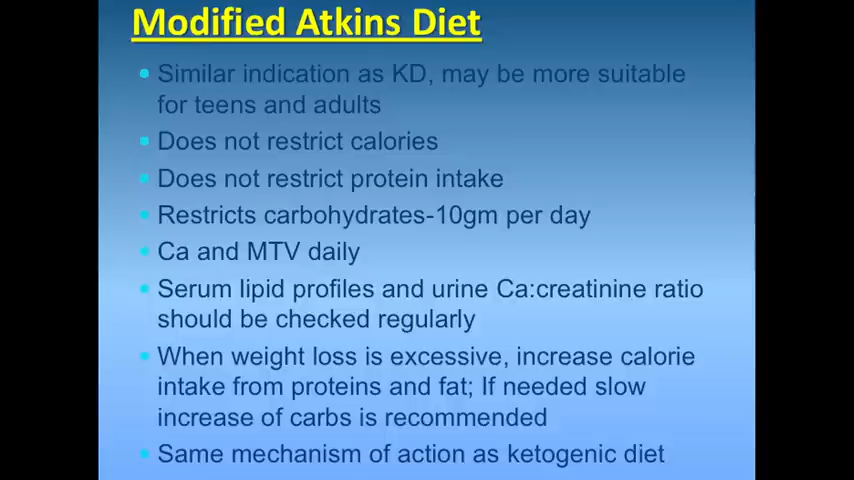 Modified Atkins Diet
• Similar indication as KD, may be more suitable
for teens and adults
• Does not restrict calories
• Does not restrict protein intake
• Restricts carbohydrates-10gm per day
• Ca and MTV daily
• Serum lipid profiles and urine Ca:creatinine ratio
should be checked regularly
• When weight loss is excessive, increase calorie
intake from proteins and fat; If needed slow
increase of carbs is recommended
• Same mechanism of action as ketogenic diet